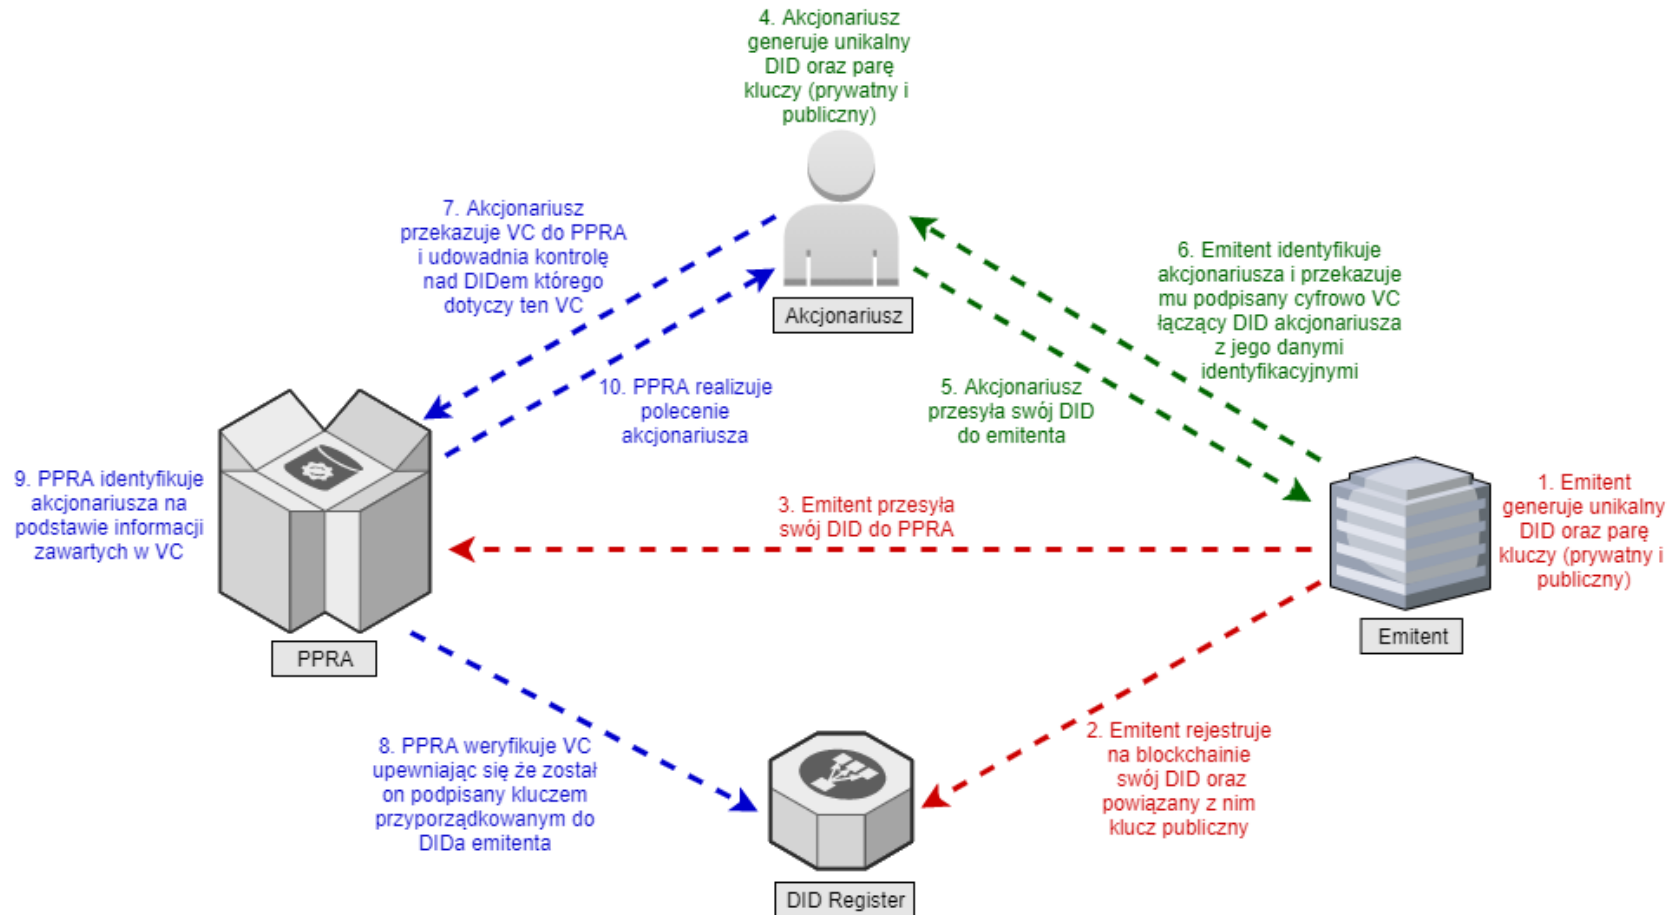 4. Akcjonariusz
generuje unikalny
DID oraz parę
kluczy (prywatny i
publiczny)
7. Akcjonariusz
przekazuje VC do PPRA
i udowadnia kontrolę
nad DIDem którego
dotyczy ten VC
Akcjonariusz
6. Emitent identyfikuje
akcjonariusza i przekazuje
mu podpisany cyfrowo VC
łączący DID akcjonariusza
z jego danymi
identyfikacyjnymi
10. PPRA realizuje
polecenie
akcjonariusza
5. Akcjonariusz
przesyła swój DID
do emitenta
9. PPRA identyfikuje
akcjonariusza na
podstawie informacji
zawartych w VC
3. Emitent przesyła
swój DID do PPRA
1. Emitent
generuje unikalny
DID oraz parę
kluczy (prywatny i
publiczny)
PPRA
Emitent
8. PPRA weryfikuje VC
upewniając się że został
on podpisany kluczem
przyporządkowanym do
DIDa emitenta
2. Emitent rejestruje
na blockchainie
swój DID oraz
powiązany z nim
klucz publiczny
DID Register